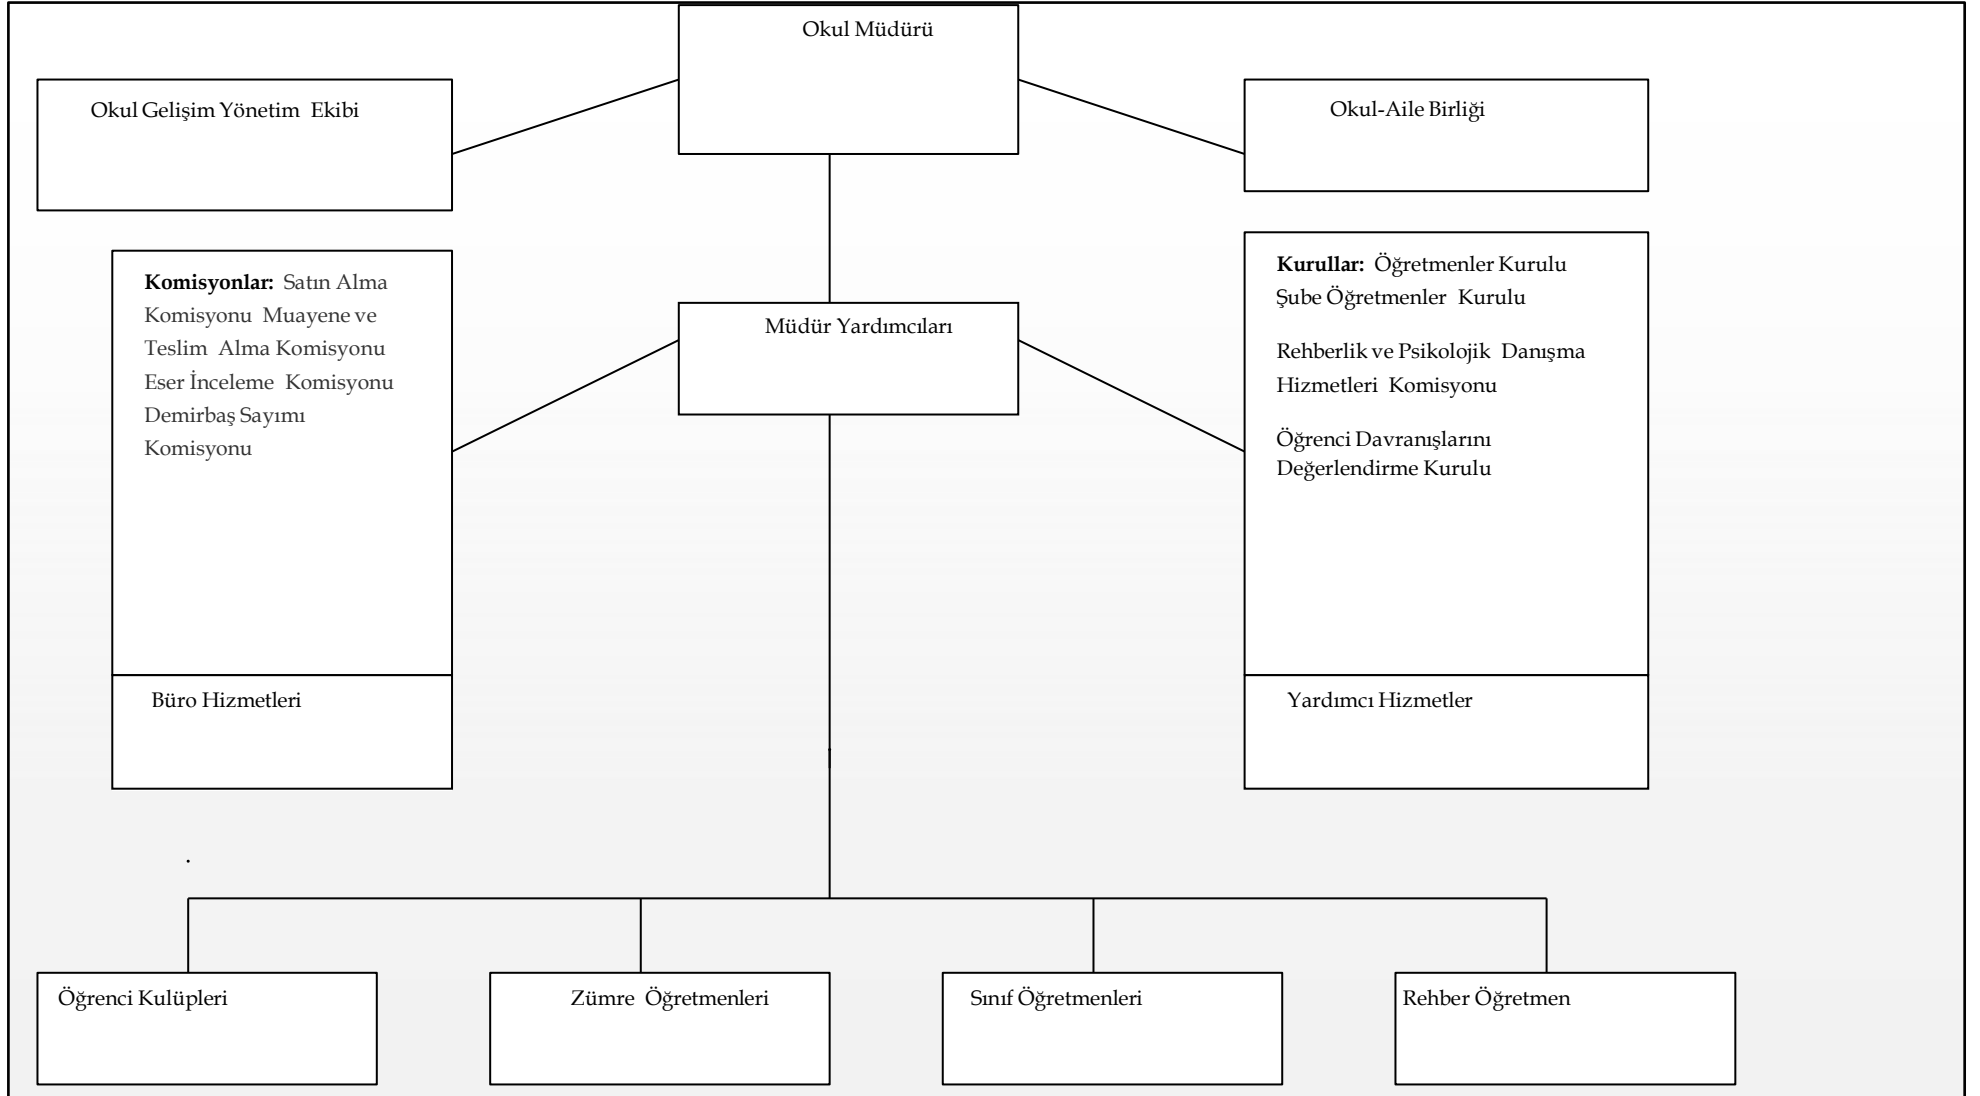 Okul Müdürü
Okul Gelişim Yönetim Ekibi
Okul-Aile Birliği
Komisyonlar: Satın Alma
Komisyonu Muayene ve
Teslim Alma Komisyonu
Eser İnceleme Komisyonu
Demirbaş Sayımı
Komisyonu
Müdür Yardımcıları
Kurullar: Öğretmenler Kurulu
Şube Öğretmenler Kurulu
Rehberlik ve Psikolojik Danışma
Hizmetleri Komisyonu
Öğrenci Davranışlarını
Değerlendirme Kurulu
Büro Hizmetleri
Yardımcı Hizmetler
.
Öğrenci Kulüpleri
Zümre Öğretmenleri
Sınıf Öğretmenleri
Rehber Öğretmen